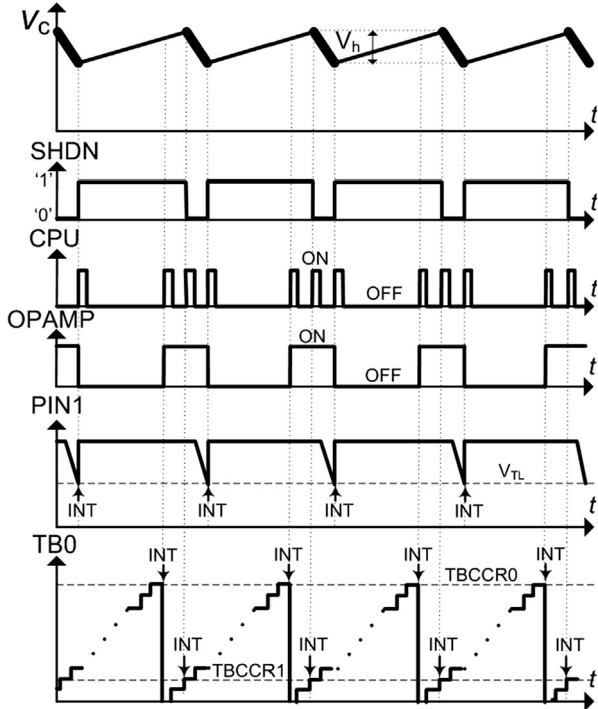 VC
Vh
t
SHDN
'1'
'0'
t
CPU
ON
OFF
t
OPAMP
ON
OFF
t
PIN1
VTL
INT INT INT INT
t
TB0
INT INT INT INT
TBCCR0
INT INT INT INT
TBCCR1
t